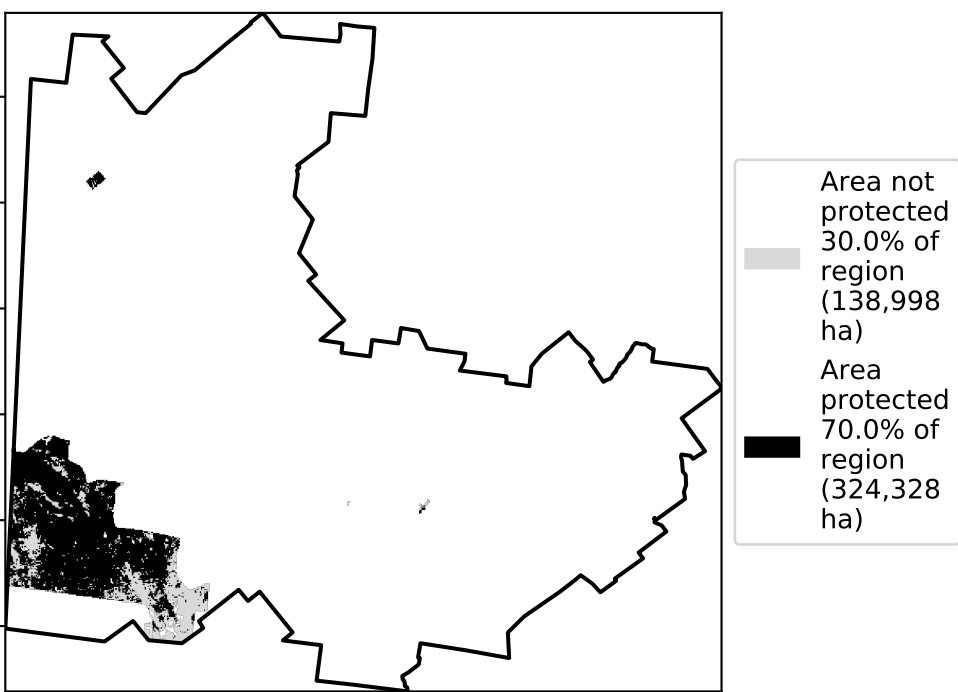 Area not
protected
30.0% of
region
(138,998
ha)
Area
protected
70.0% of
region
(324,328
ha)